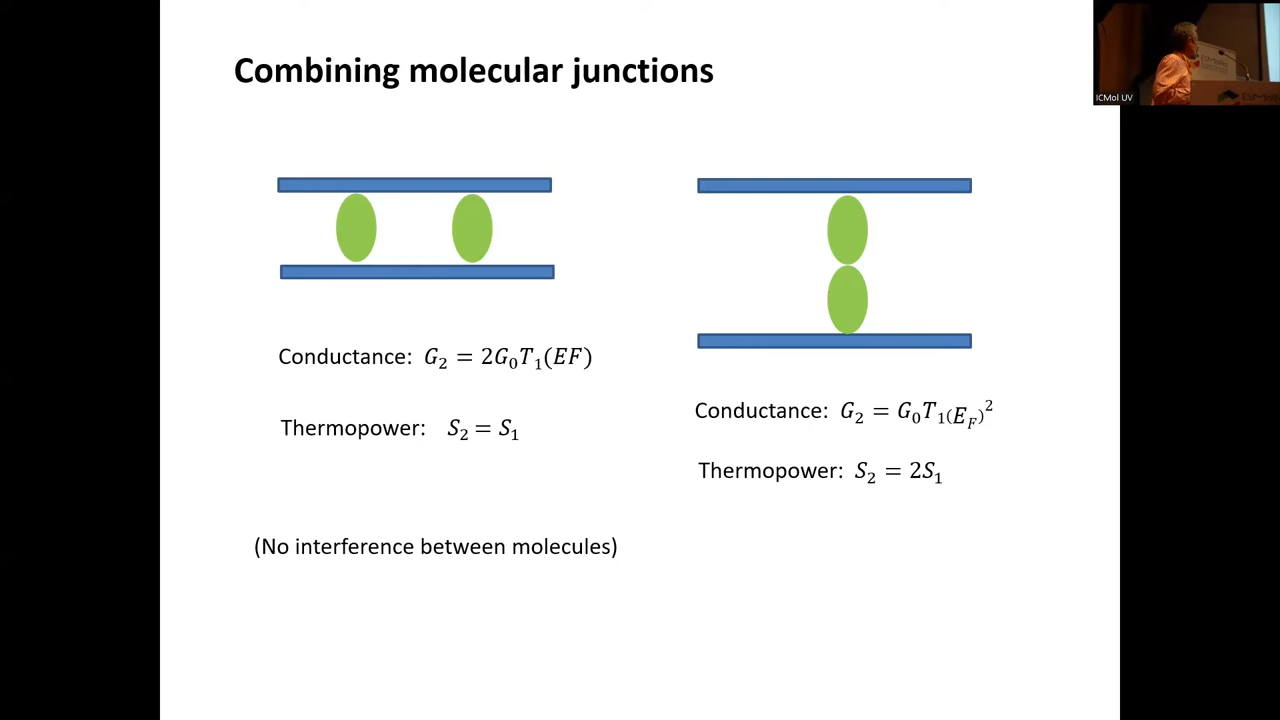 Combining molecular junctions
ICMol UV
Conductance: G₂ = 2G₀T₁(EF)
Thermopower: S₂ = S₁
(No interference between molecules)
Conductance: G₂ = G₀T₁(E_F)²
Thermopower: S₂ = 2S₁